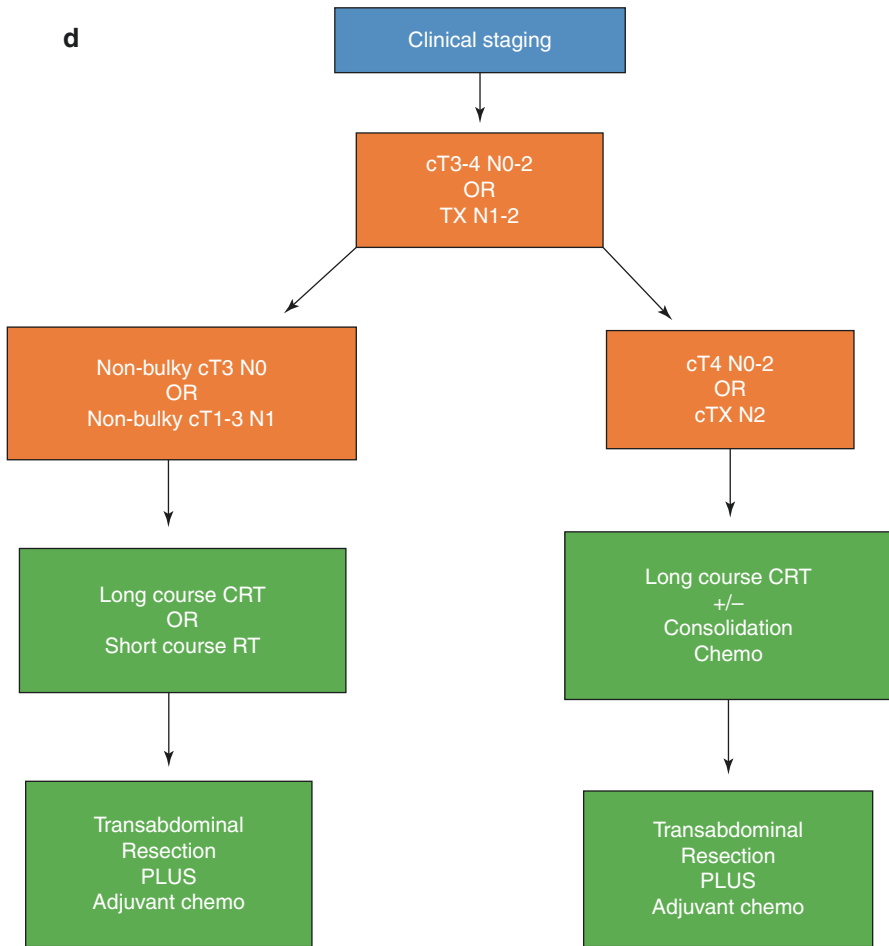 d
Clinical staging
cT3-4 N0-2
OR
TX N1-2
Non-bulky cT3 N0
OR
Non-bulky cT1-3 N1
cT4 N0-2
OR
cTX N2
Long course CRT
OR
Short course RT
Long course CRT
+/–
Consolidation
Chemo
Transabdominal
Resection
PLUS
Adjuvant chemo
Transabdominal
Resection
PLUS
Adjuvant chemo